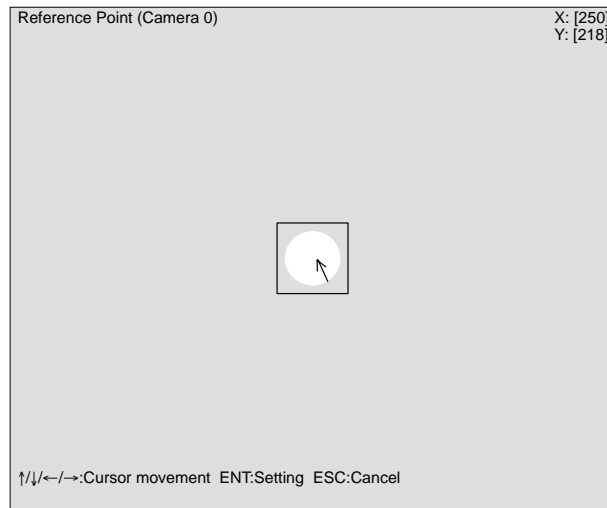 Reference Point (Camera 0)
X: [250]
Y: [218]
↑/↓/←/→:Cursor movement  ENT:Setting  ESC:Cancel